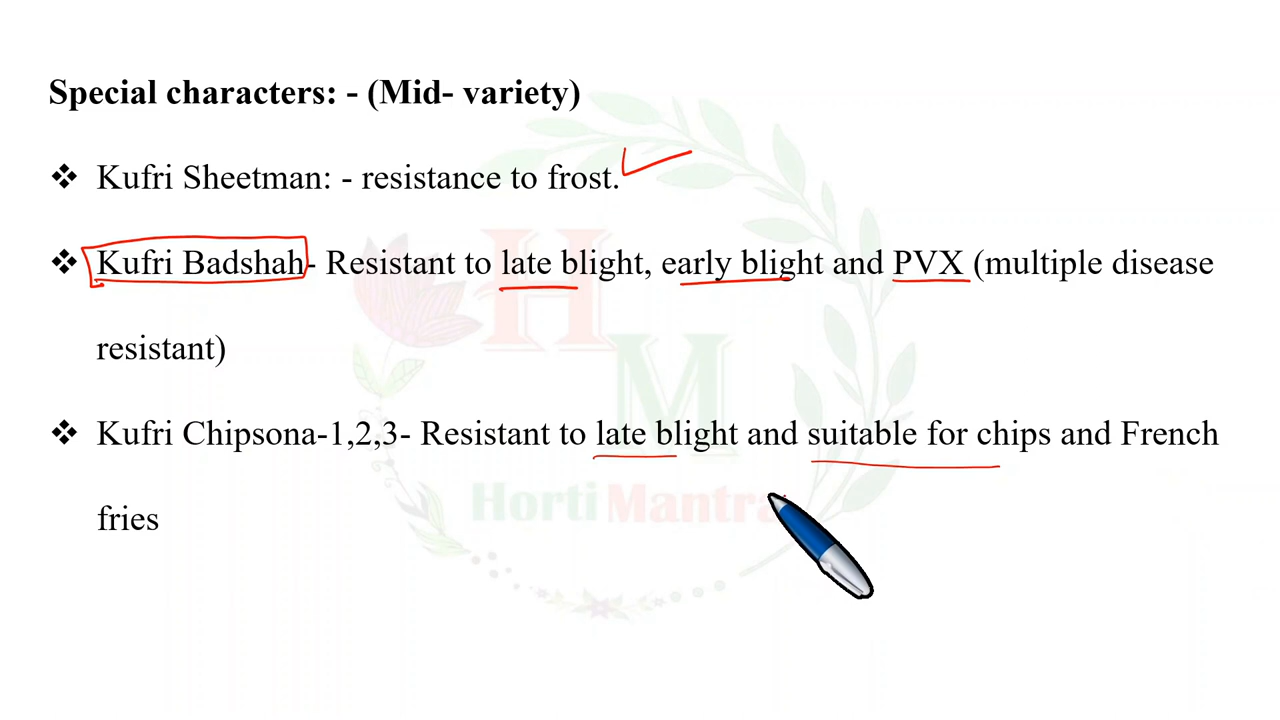 Special characters: - (Mid- variety)
❖ Kufri Sheetman: - resistance to frost.
❖ Kufri Badshah- Resistant to late blight, early blight and PVX (multiple disease
resistant)
❖ Kufri Chipsona-1,2,3- Resistant to late blight and suitable for chips and French
fries
H
M
Horti Mantra